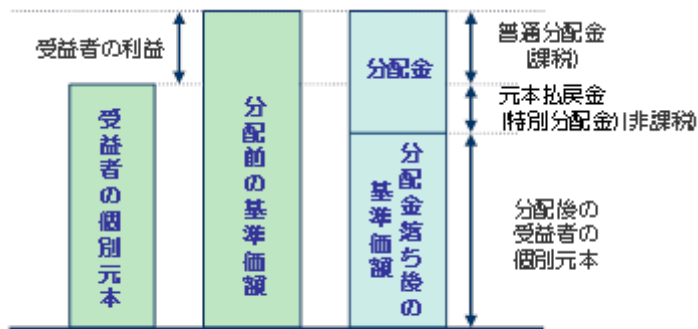 受益者の利益
受益者の個別元本
分配前の基準価額
分配金
分配金落ち後の
基準価額
普通分配金
(課税)
元本払戻金
(特別分配金)(非課税)
分配後の
受益者の
個別元本